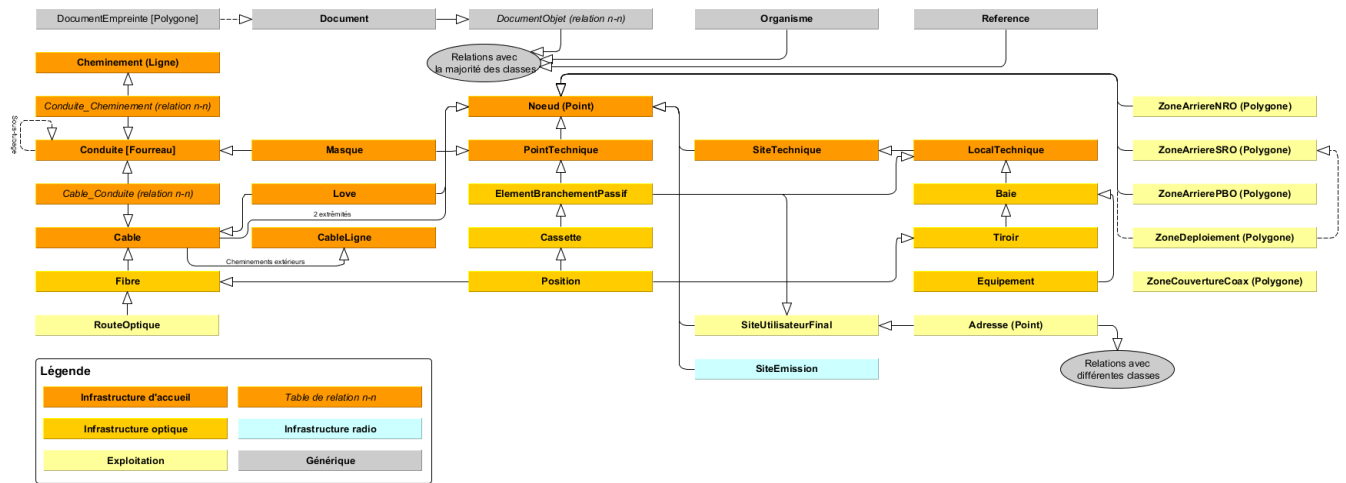 DocumentEmpreinte [Polygone]
Document
DocumentObjet (relation n-n)
Organisme
Reference
Cheminement (Ligne)
Relations avec
la majorité des classes
Conduite_Cheminement (relation n-n)
Noeud (Point)
ZoneArriereNRO (Polygone)
Sous-tubage
Conduite [Fourreau]
Masque
PointTechnique
SiteTechnique
LocalTechnique
ZoneArriereSRO (Polygone)
Cable_Conduite (relation n-n)
Love
ElementBranchementPassif
Baie
ZoneArrierePBO (Polygone)
2 extrêmités
Cable
CableLigne
Cassette
Tiroir
ZoneDeploiement (Polygone)
Cheminements extérieurs
Fibre
Position
Equipement
ZoneCouvertureCoax (Polygone)
RouteOptique
SiteUtilisateurFinal
Adresse (Point)
Relations avec
différentes classes
SiteEmission
Légende
Infrastructure d'accueil
Table de relation n-n
Infrastructure optique
Infrastructure radio
Exploitation
Générique